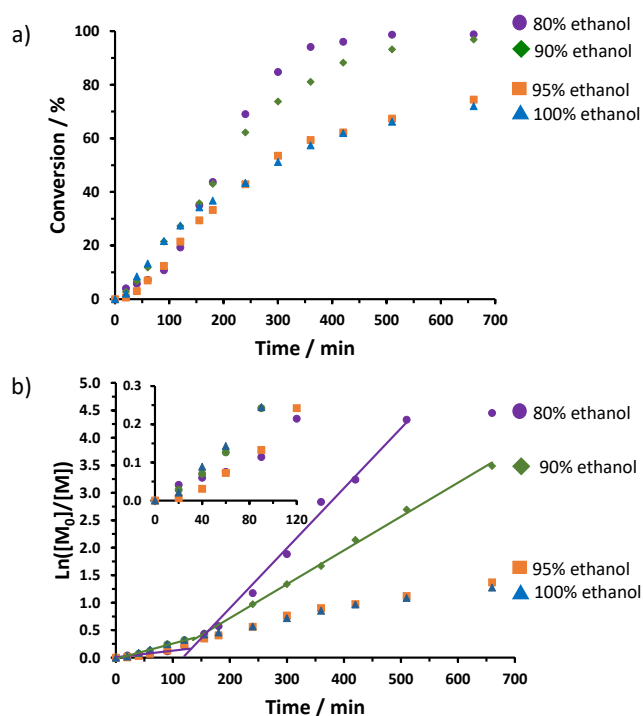 a)
100
80
60
40
20
0
Conversion / %
0 100 200 300 400 500 600 700
Time / min
80% ethanol
90% ethanol
95% ethanol
100% ethanol
b)
5.0
4.5
4.0
3.5
3.0
2.5
2.0
1.5
1.0
0.5
0.0
Ln([M₀]/[M])
0.3
0.2
0.1
0.0
0 40 80 120
0 100 200 300 400 500 600 700
Time / min
80% ethanol
90% ethanol
95% ethanol
100% ethanol